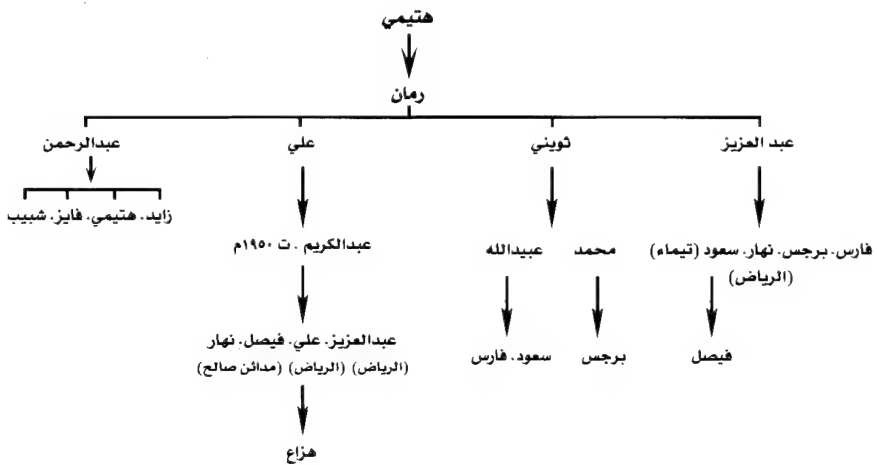 هتيمي
رمان
عبد العزيز
ثويني
علي
عبدالرحمن
زايد. هتيمي. فايز. شبيب
فارس. برجس. نهار. سعود (تيماء)
(الرياض)
محمد
عبيدالله
عبدالكريم. ت ١٩٥٠م
فيصل
برجس
سعود. فارس
عبدالعزيز. علي. فيصل. نهار
(الرياض) (الرياض) (مدائن صالح)
هزاع